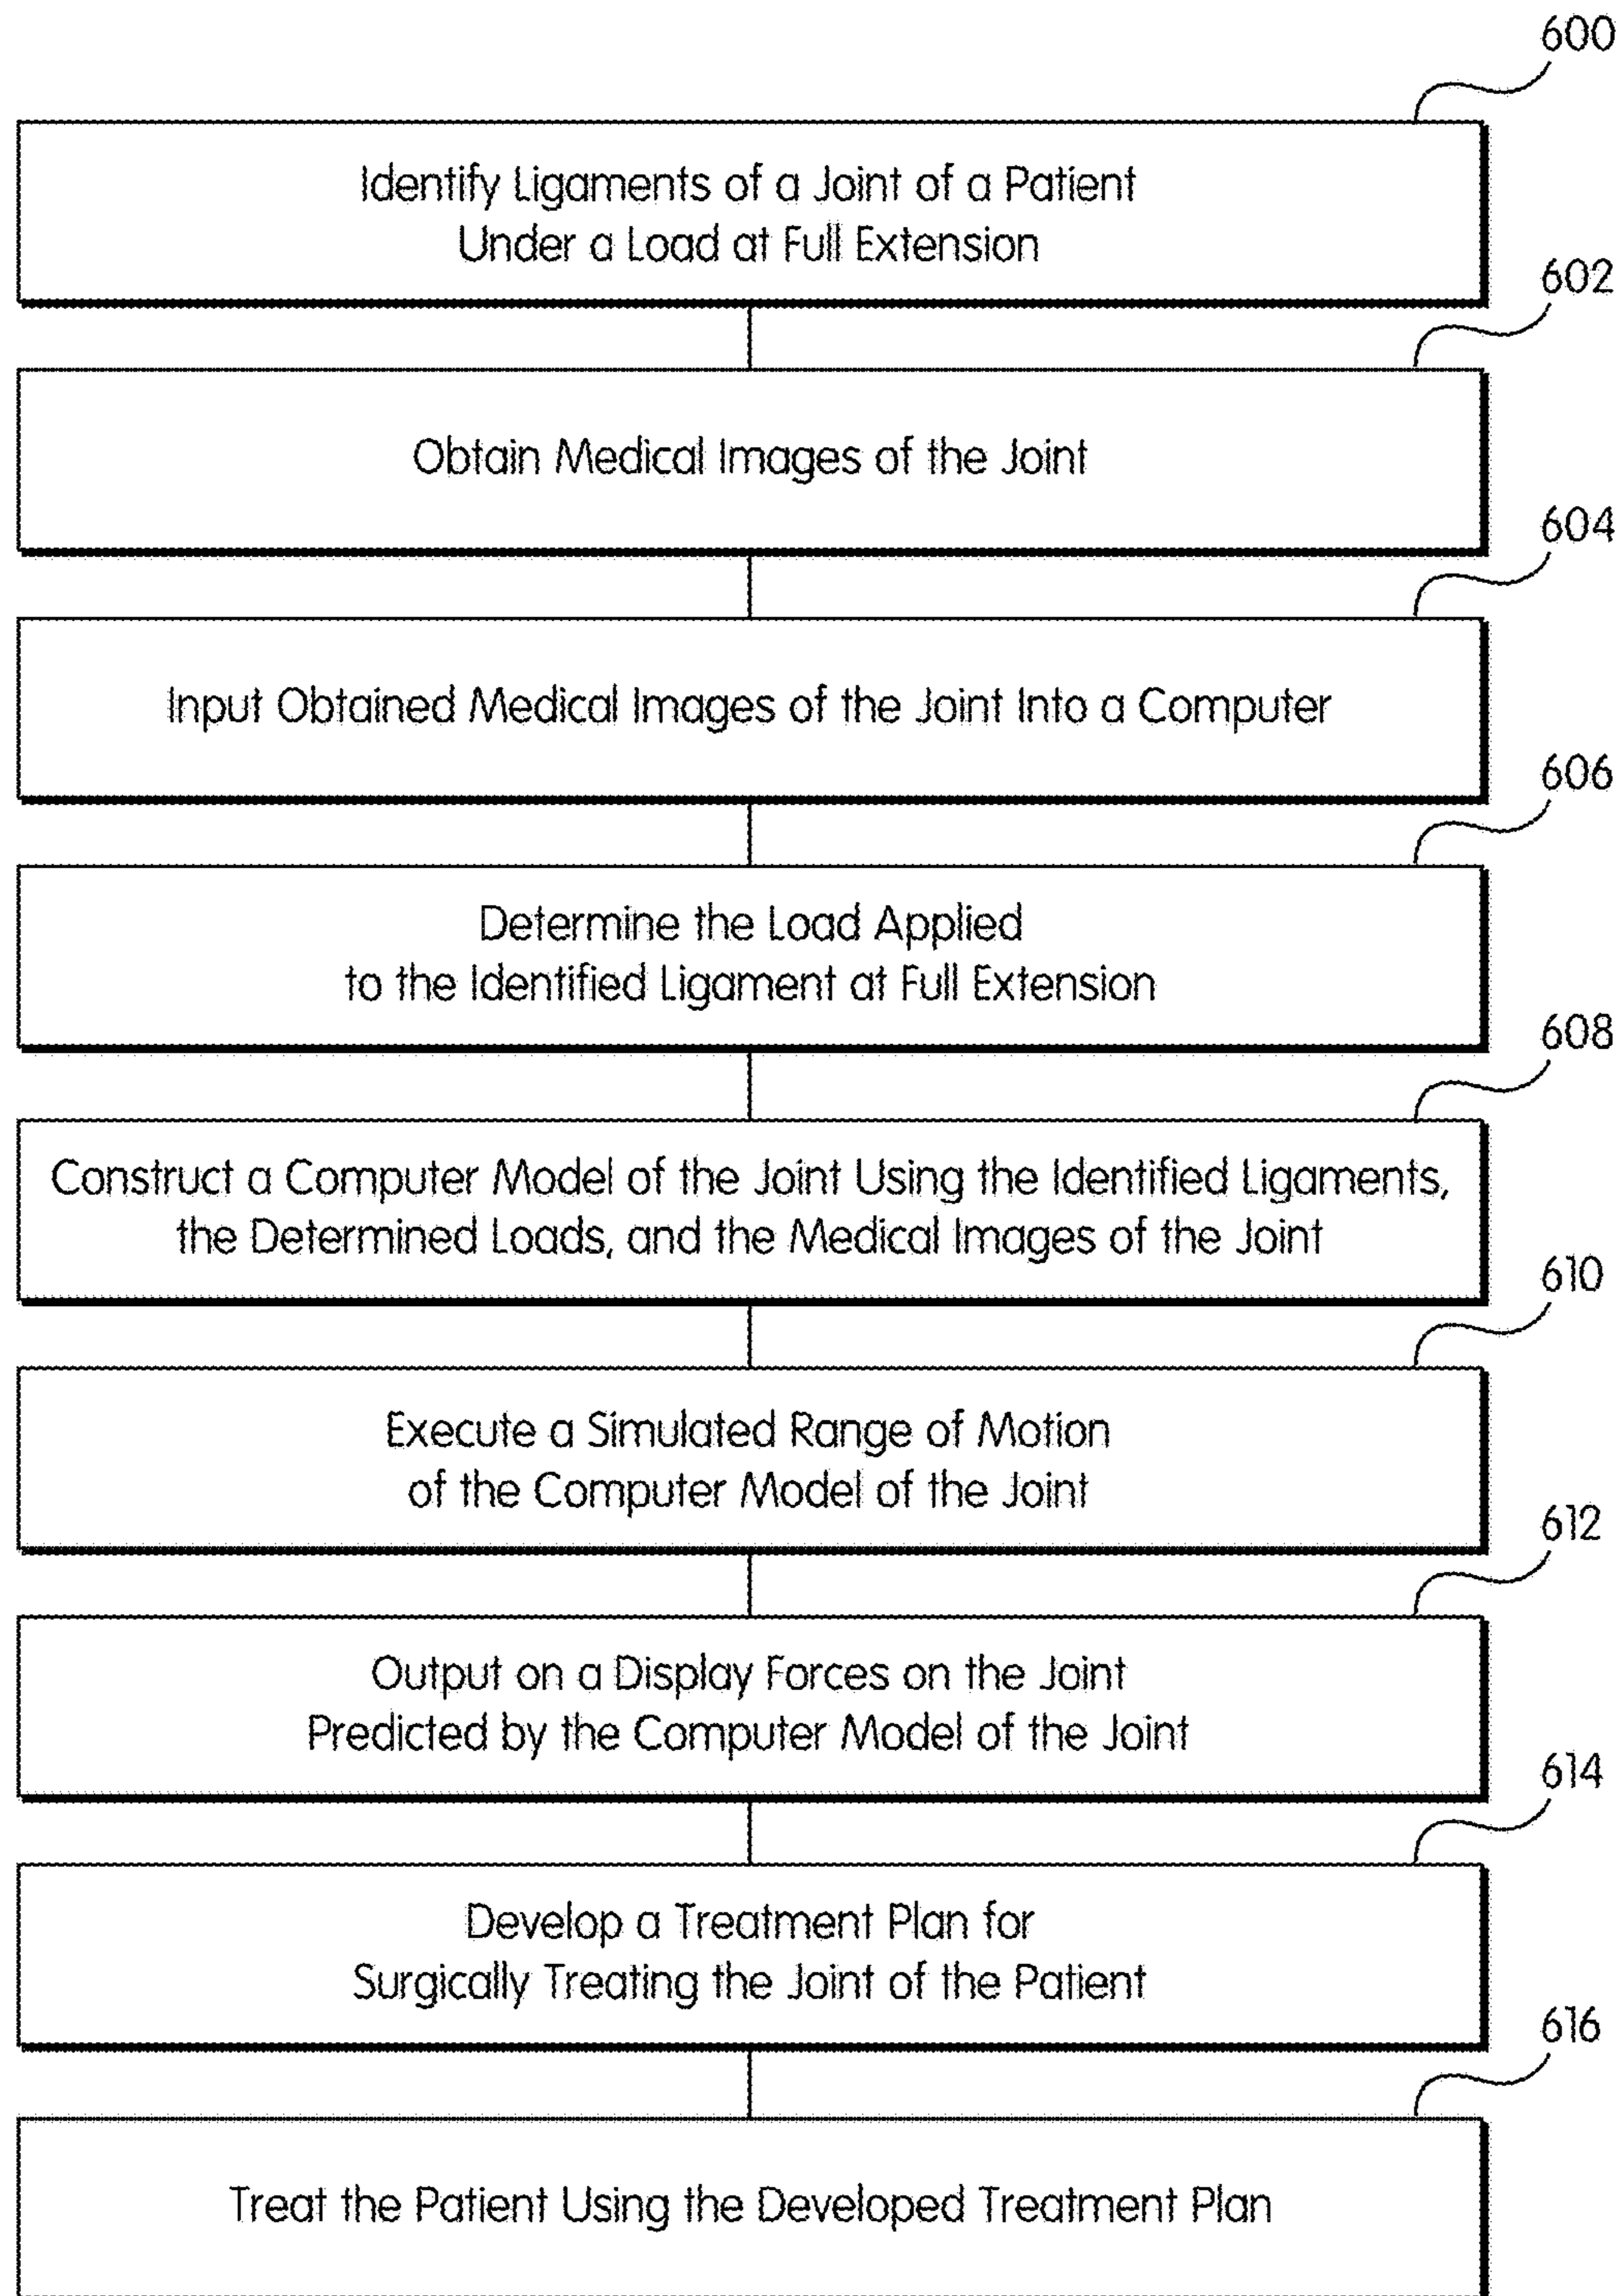 600
Identify Ligaments of a Joint of a Patient
Under a Load at Full Extension
602
Obtain Medical Images of the Joint
604
Input Obtained Medical Images of the Joint Into a Computer
606
Determine the Load Applied
to the Identified Ligament at Full Extension
608
Construct a Computer Model of the Joint Using the Identified Ligaments,
the Determined Loads, and the Medical Images of the Joint
610
Execute a Simulated Range of Motion
of the Computer Model of the Joint
612
Output on a Display Forces on the Joint
Predicted by the Computer Model of the Joint
614
Develop a Treatment Plan for
Surgically Treating the Joint of the Patient
616
Treat the Patient Using the Developed Treatment Plan